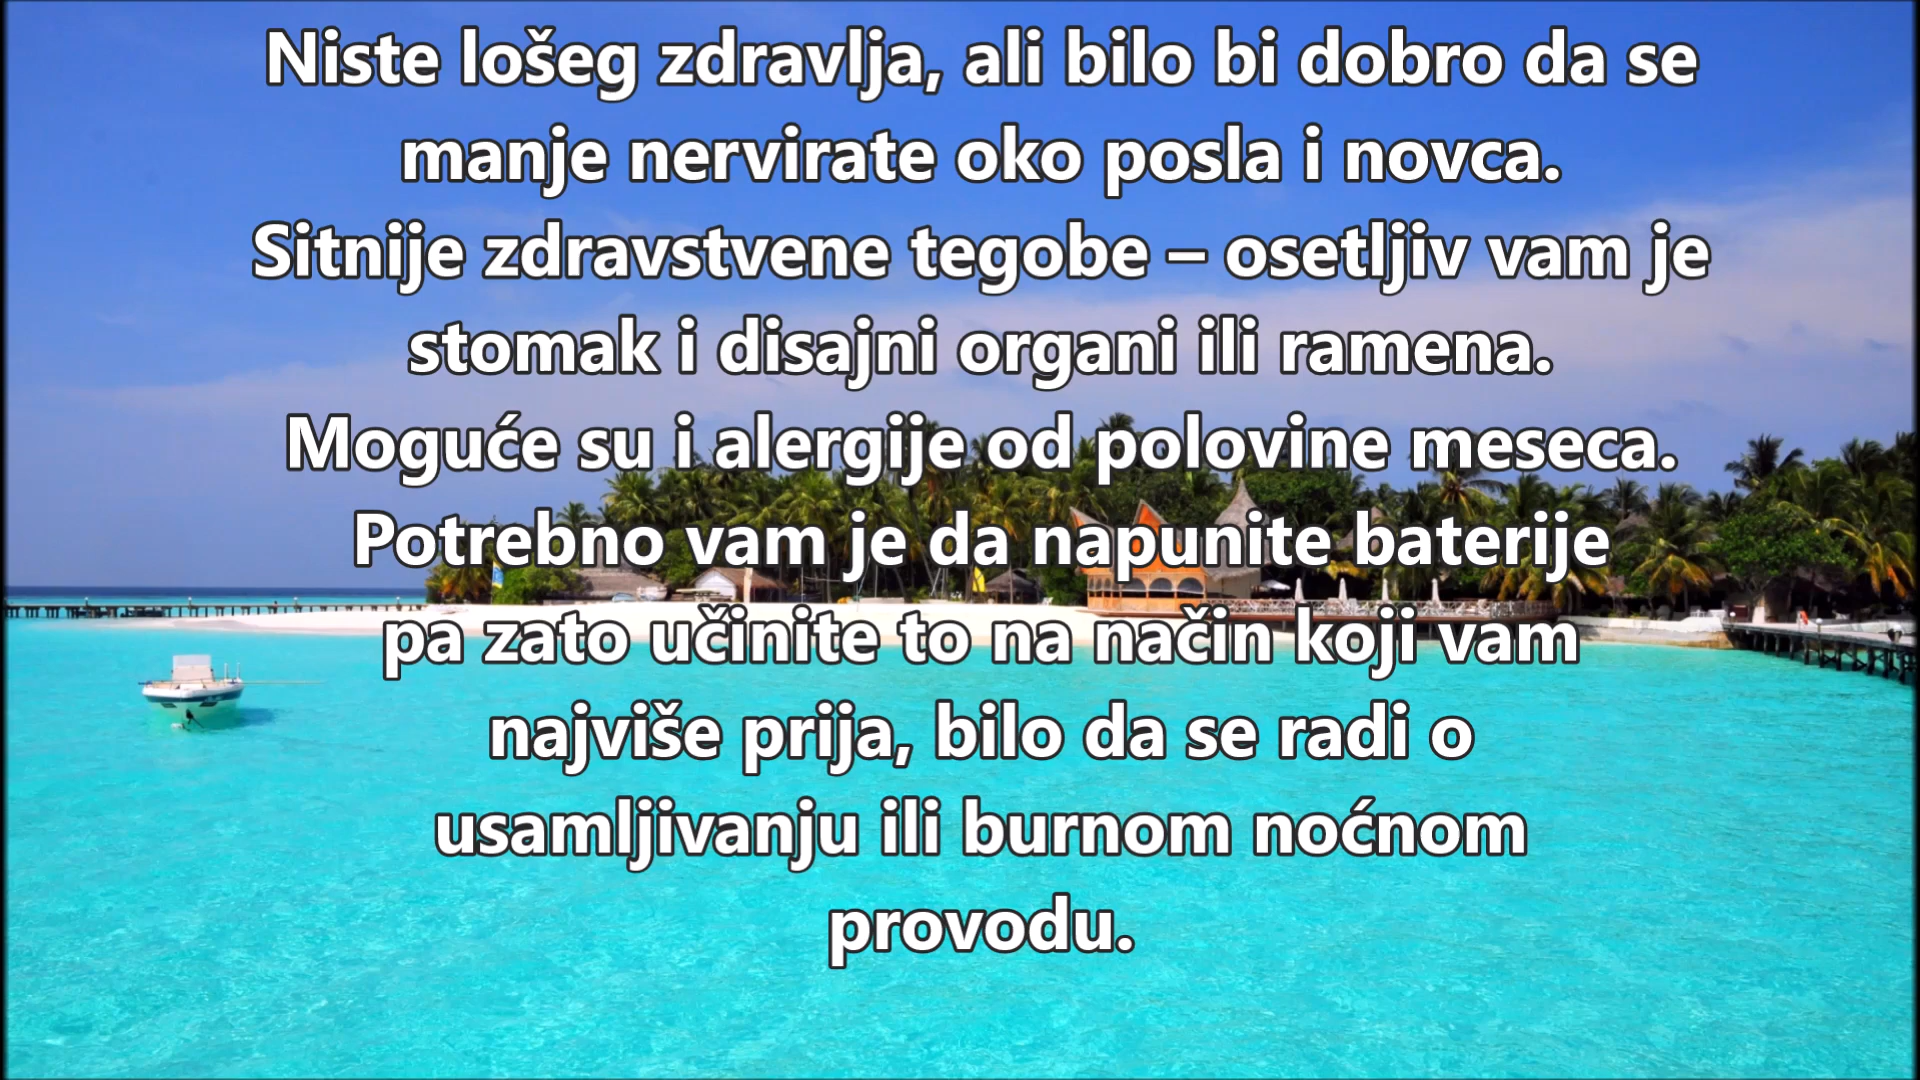 Niste lošeg zdravlja, ali bilo bi dobro da se
manje nervirate oko posla i novca.
Sitnije zdravstvene tegobe – osetljiv vam je
stomak i disajni organi ili ramena.
Moguće su i alergije od polovine meseca.
Potrebno vam je da napunite baterije
pa zato učinite to na način koji vam
najviše prija, bilo da se radi o
usamljivanju ili burnom noćnom
provodu.